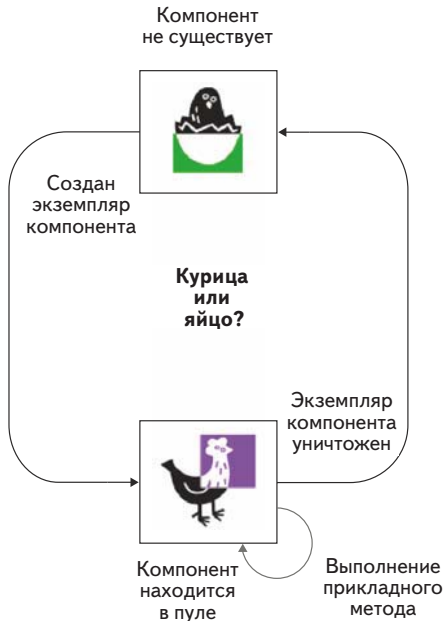 Компонент
не существует
Создан
экземпляр
компонента
Курица
или
яйцо?
Экземпляр
компонента
уничтожен
Компонент
находится
в пуле
Выполнение
прикладного
метода